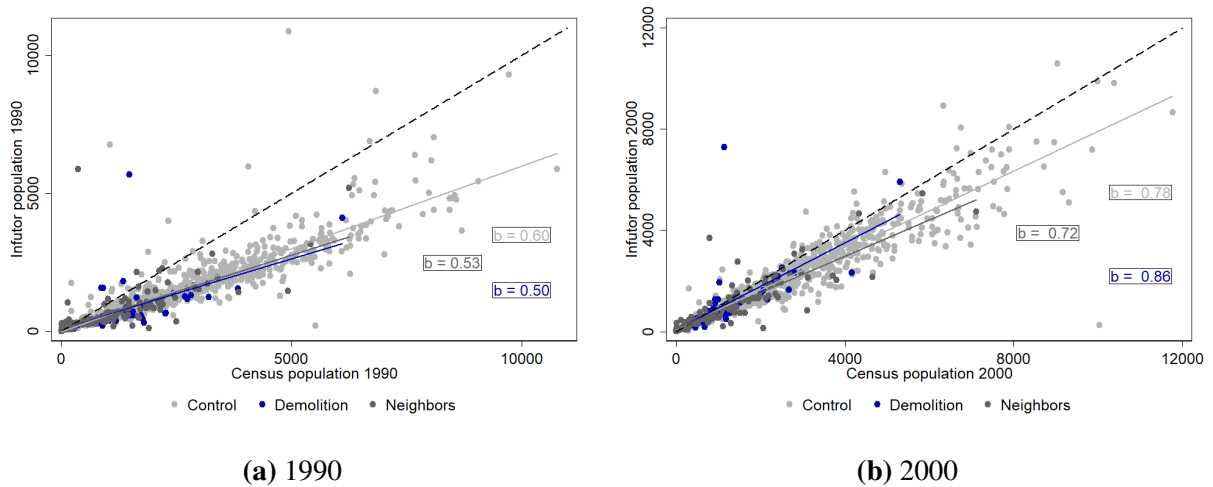 Infutor population 1990
10000
5000
0
b = 0.60
b = 0.53
b = 0.50
0 5000 10000
Census population 1990
Control Demolition Neighbors
(a) 1990
Infutor population 2000
12000
8000
4000
0
b = 0.78
b = 0.72
b = 0.86
0 4000 8000 12000
Census population 2000
Control Demolition Neighbors
(b) 2000